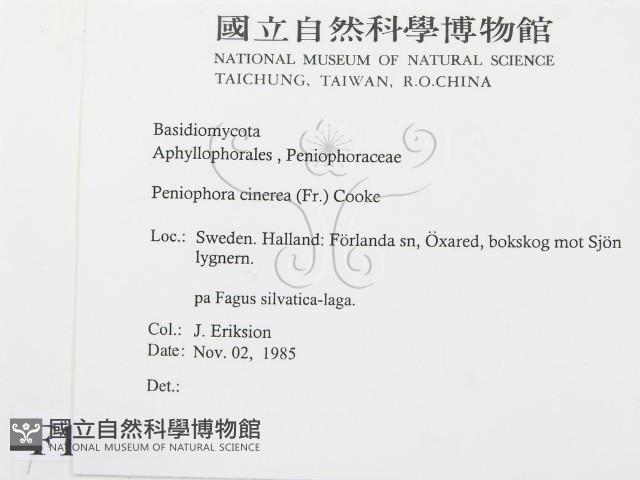 國立自然科學博物館
NATIONAL MUSEUM OF NATURAL SCIENCE
TAICHUNG, TAIWAN, R.O.CHINA
Basidiomycota
Aphyllophorales , Peniophoraceae
Peniophora cinerea (Fr.) Cooke
Loc.: Sweden. Halland: Förlanda sn, Öxared, bokskog mot Sjön
lygnern.
pa Fagus silvatica-laga.
Col.: J. Eriksion
Date: Nov. 02, 1985
Det.:
國立自然科學博物館
NATIONAL MUSEUM OF NATURAL SCIENCE